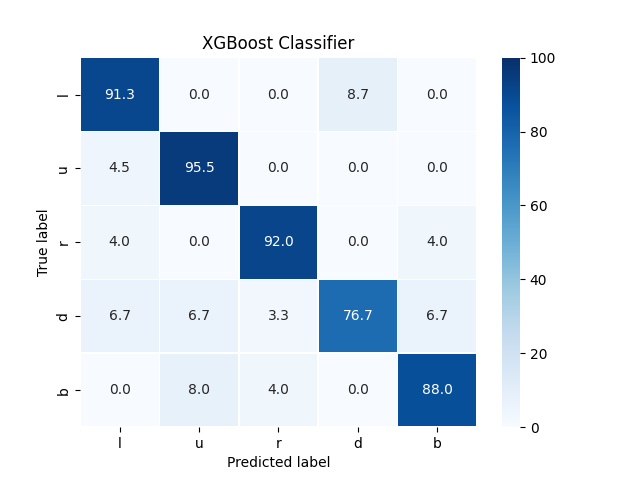 XGBoost Classifier
l 91.3 0.0 0.0 8.7 0.0
u 4.5 95.5 0.0 0.0 0.0
r 4.0 0.0 92.0 0.0 4.0
d 6.7 6.7 3.3 76.7 6.7
b 0.0 8.0 4.0 0.0 88.0
l u r d b
Predicted label
True label
100
80
60
40
20
0